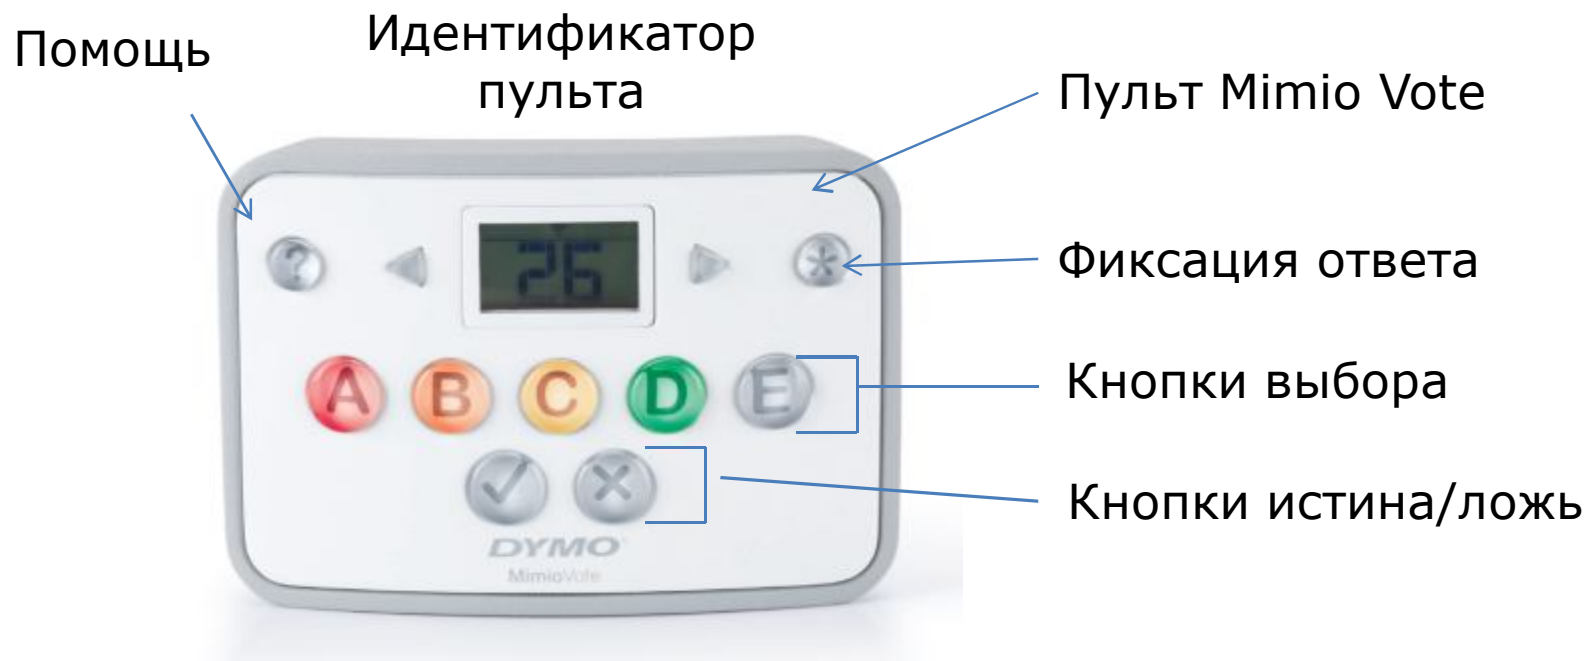 Помощь
Идентификатор
пульта
Пульт Mimio Vote
?
26
*
Фиксация ответа
A B C D E
Кнопки выбора
Кнопки истина/ложь
DYMO
MimioVote